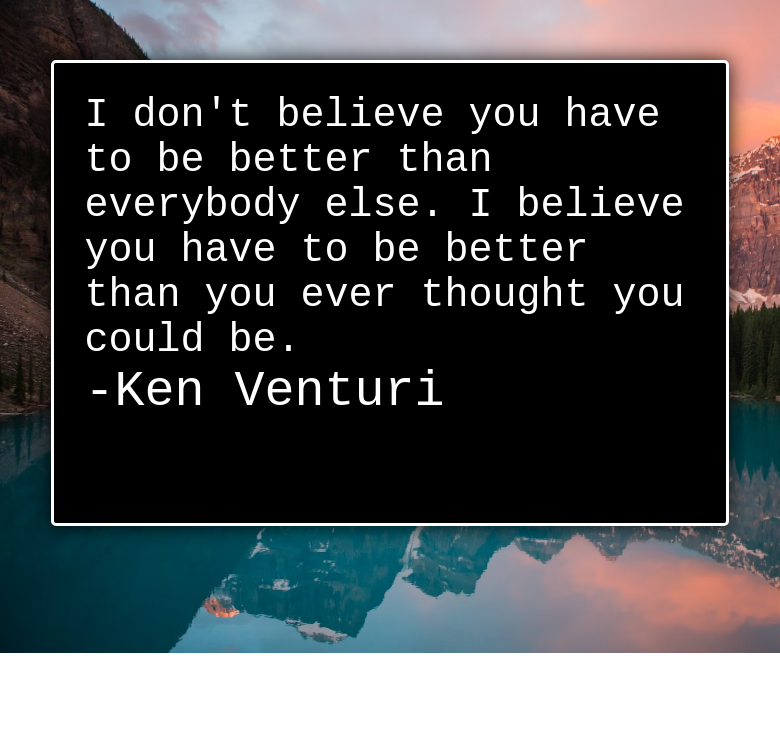 I don't believe you have
to be better than
everybody else. I believe
you have to be better
than you ever thought you
could be.
-Ken Venturi